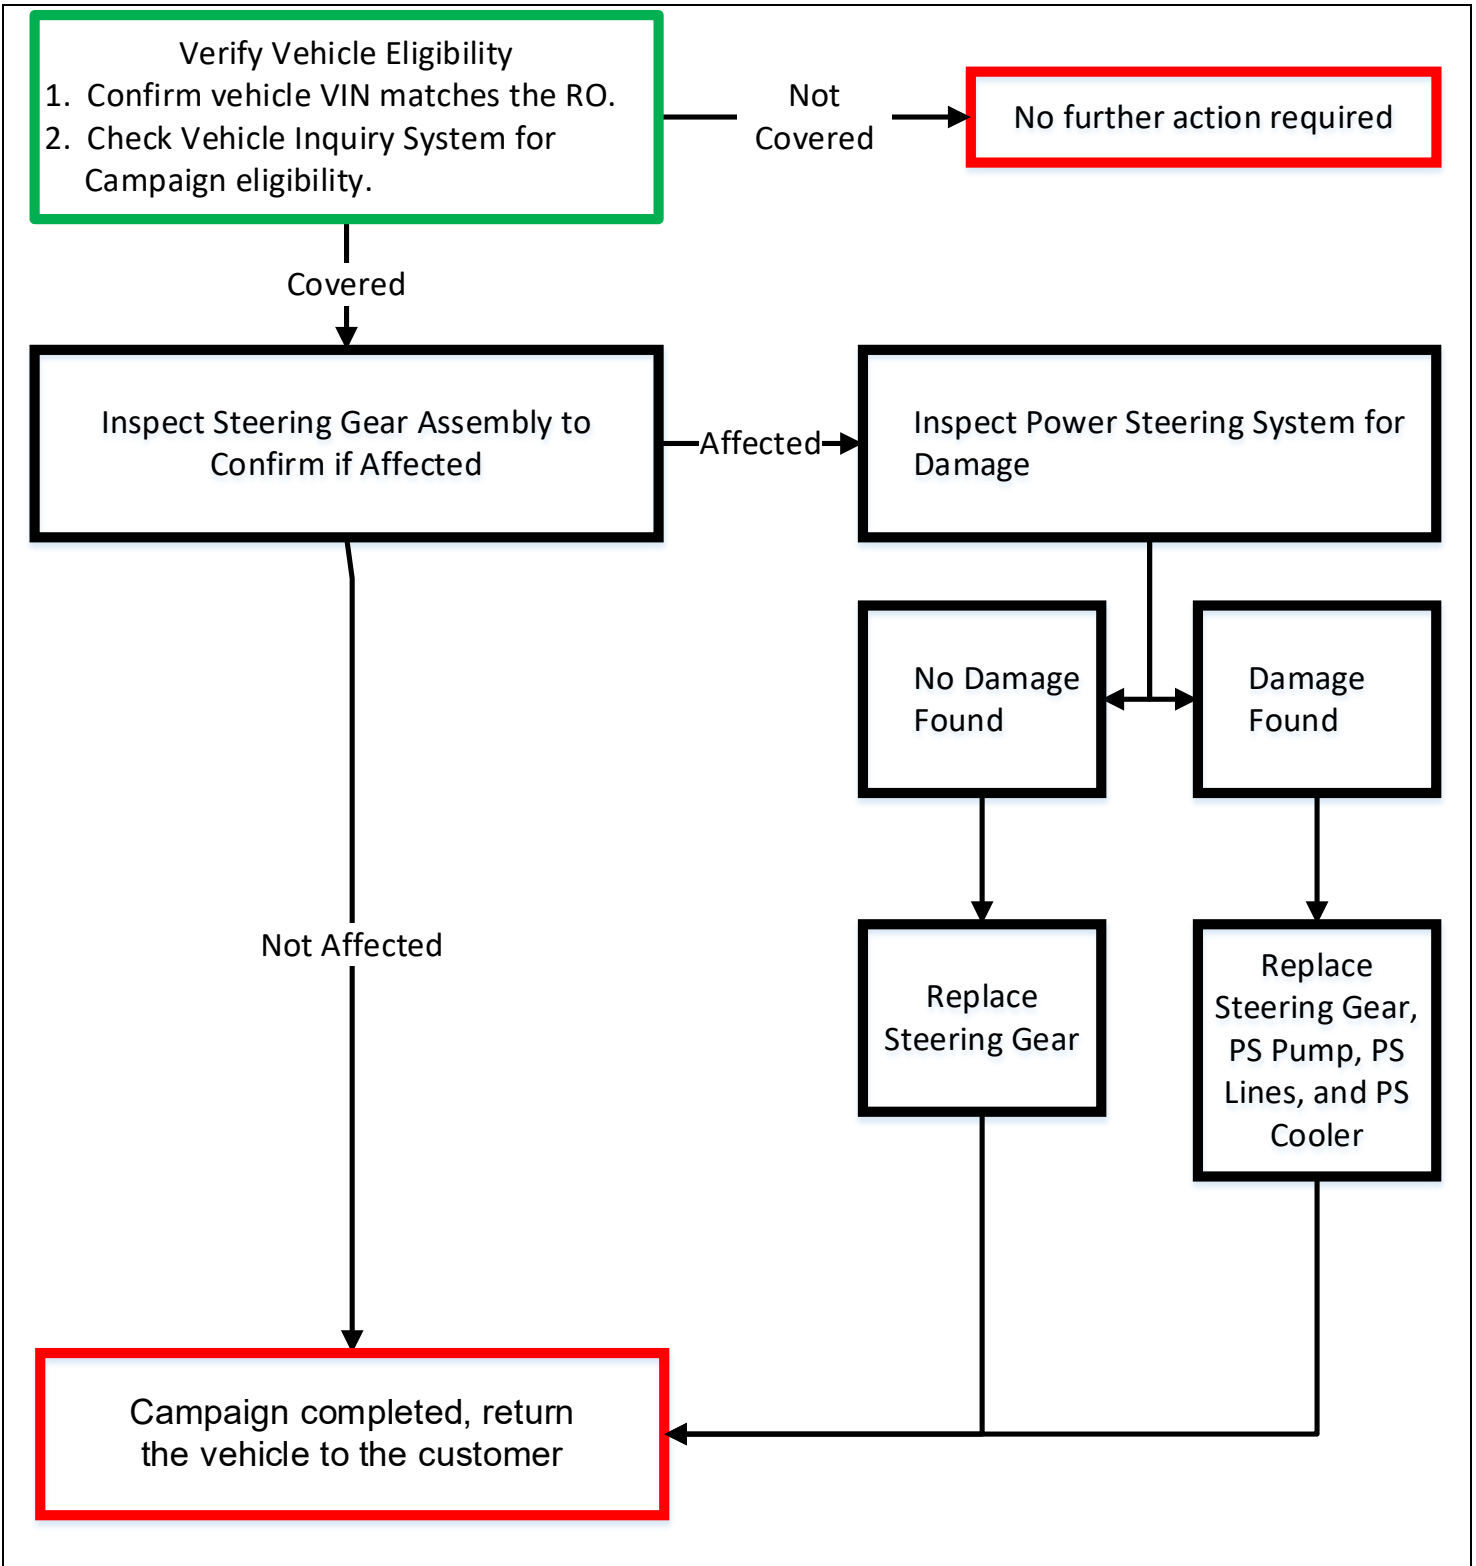 Verify Vehicle Eligibility
1. Confirm vehicle VIN matches the RO.
2. Check Vehicle Inquiry System for
Campaign eligibility.
Not
Covered
No further action required
Covered
Inspect Steering Gear Assembly to
Confirm if Affected
Affected
Inspect Power Steering System for
Damage
No Damage
Found
Damage
Found
Not Affected
Replace
Steering Gear
Replace
Steering Gear,
PS Pump, PS
Lines, and PS
Cooler
Campaign completed, return
the vehicle to the customer